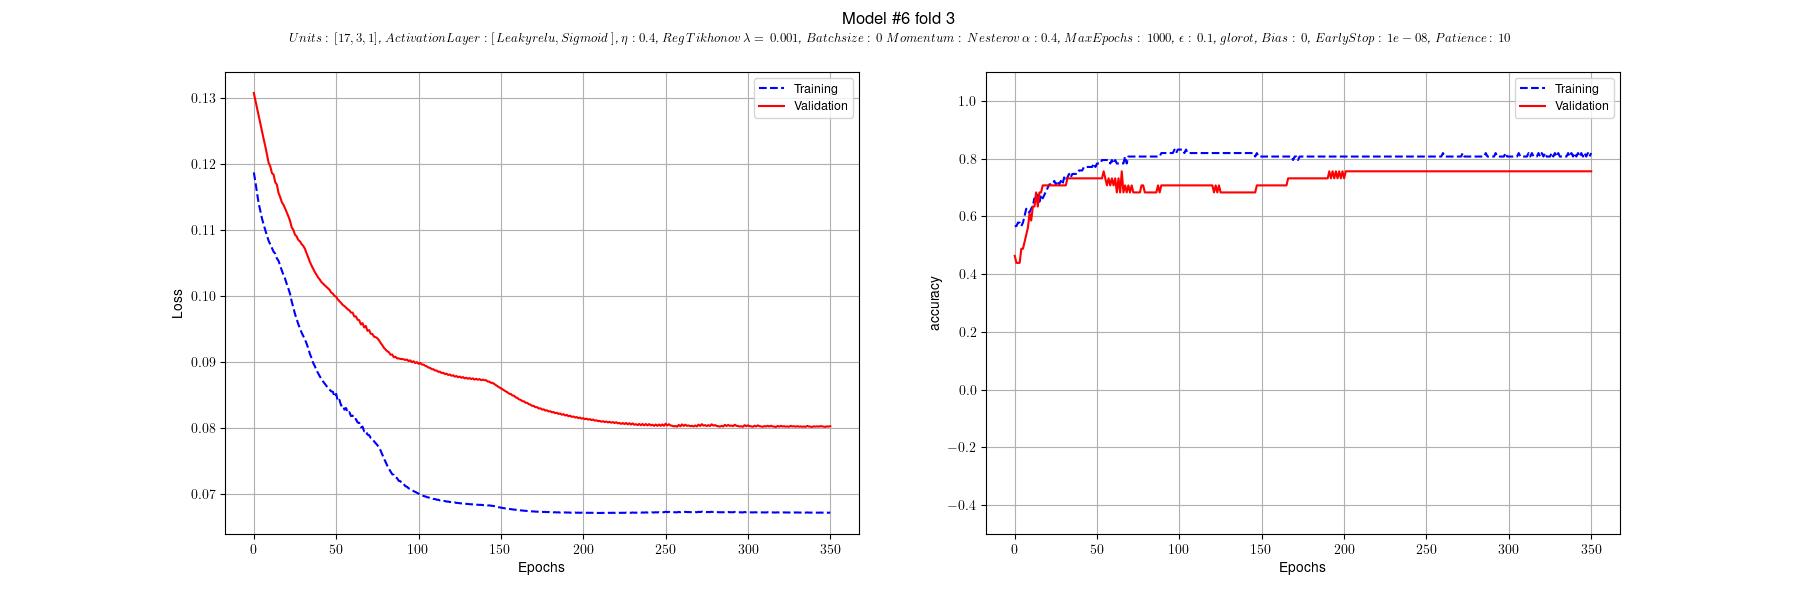 Model #6 fold 3
Units : [17, 3, 1], ActivationLayer : [Leakyrelu, Sigmoid], η : 0.4, RegTikhonov λ = 0.001, Batchsize : 0 Momentum : Nesterov α : 0.4, MaxEpochs : 1000, ϵ : 0.1, glorot, Bias : 0, EarlyStop : 1e − 08, Patience : 10
Training
Validation
0.13
0.12
0.11
0.10
0.09
0.08
0.07
Loss
0 50 100 150 200 250 300 350
Epochs
Training
Validation
1.0
0.8
0.6
0.4
0.2
0.0
−0.2
−0.4
accuracy
0 50 100 150 200 250 300 350
Epochs